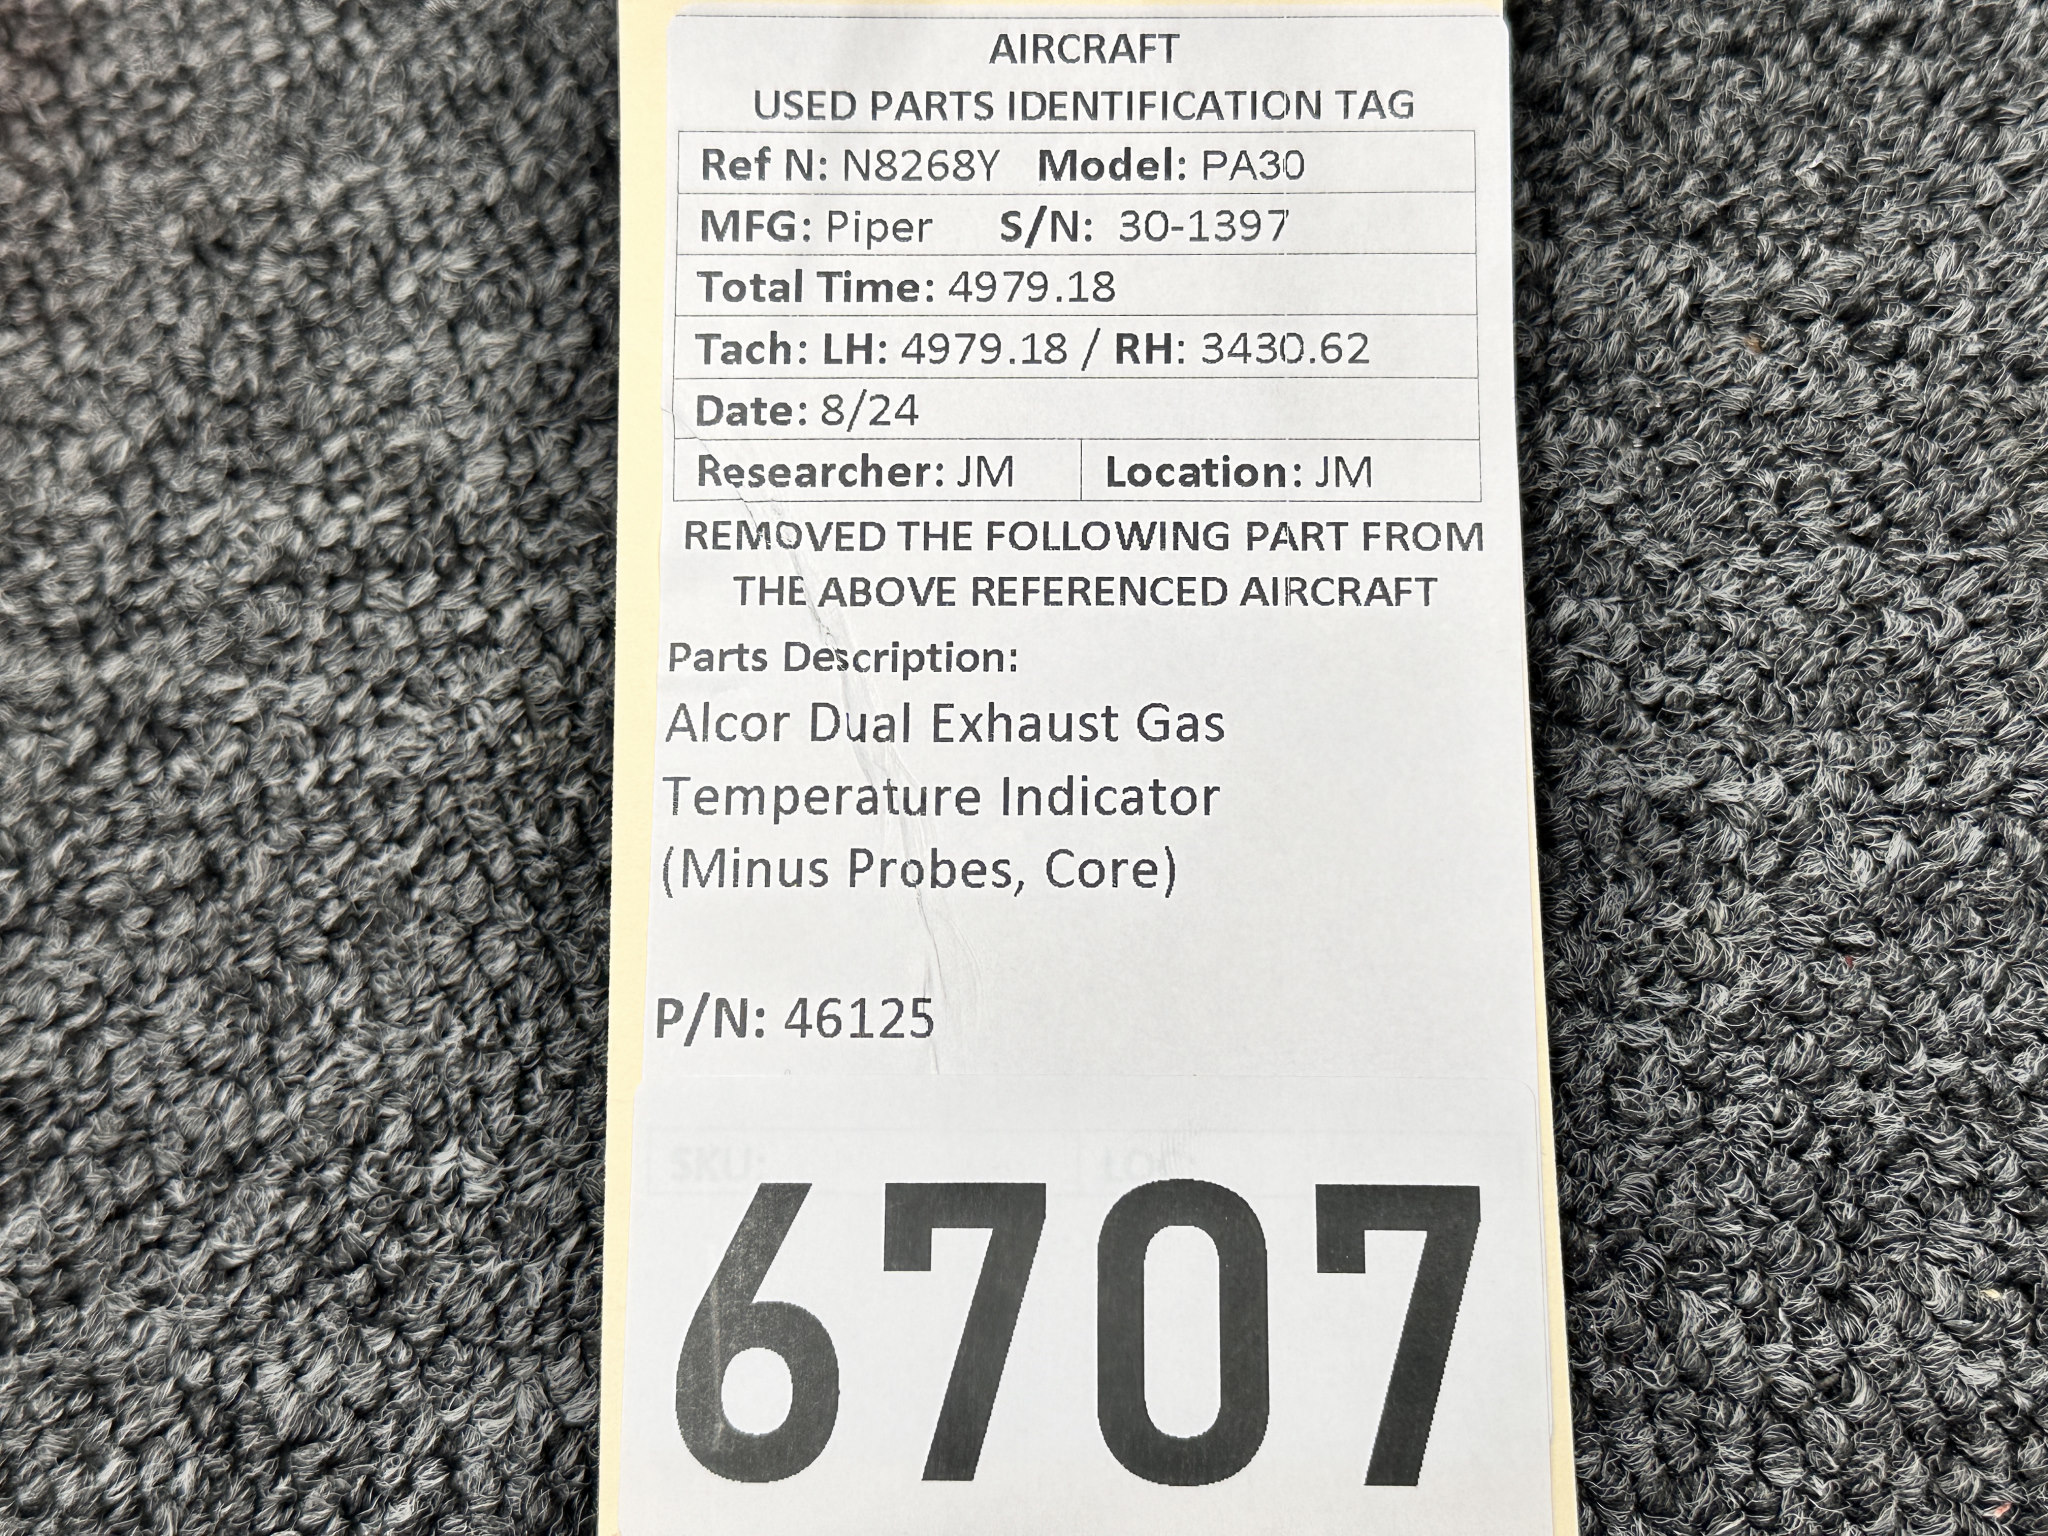 AIRCRAFT
USED PARTS IDENTIFICATION TAG
Ref N: N8268Y Model: PA30
MFG: Piper S/N: 30-1397
Total Time: 4979.18
Tach: LH: 4979.18 / RH: 3430.62
Date: 8/24
Researcher: JM Location: JM
REMOVED THE FOLLOWING PART FROM
THE ABOVE REFERENCED AIRCRAFT
Parts Description:
Alcor Dual Exhaust Gas
Temperature Indicator
(Minus Probes, Core)
P/N: 46125
SKU: LOC:
6707